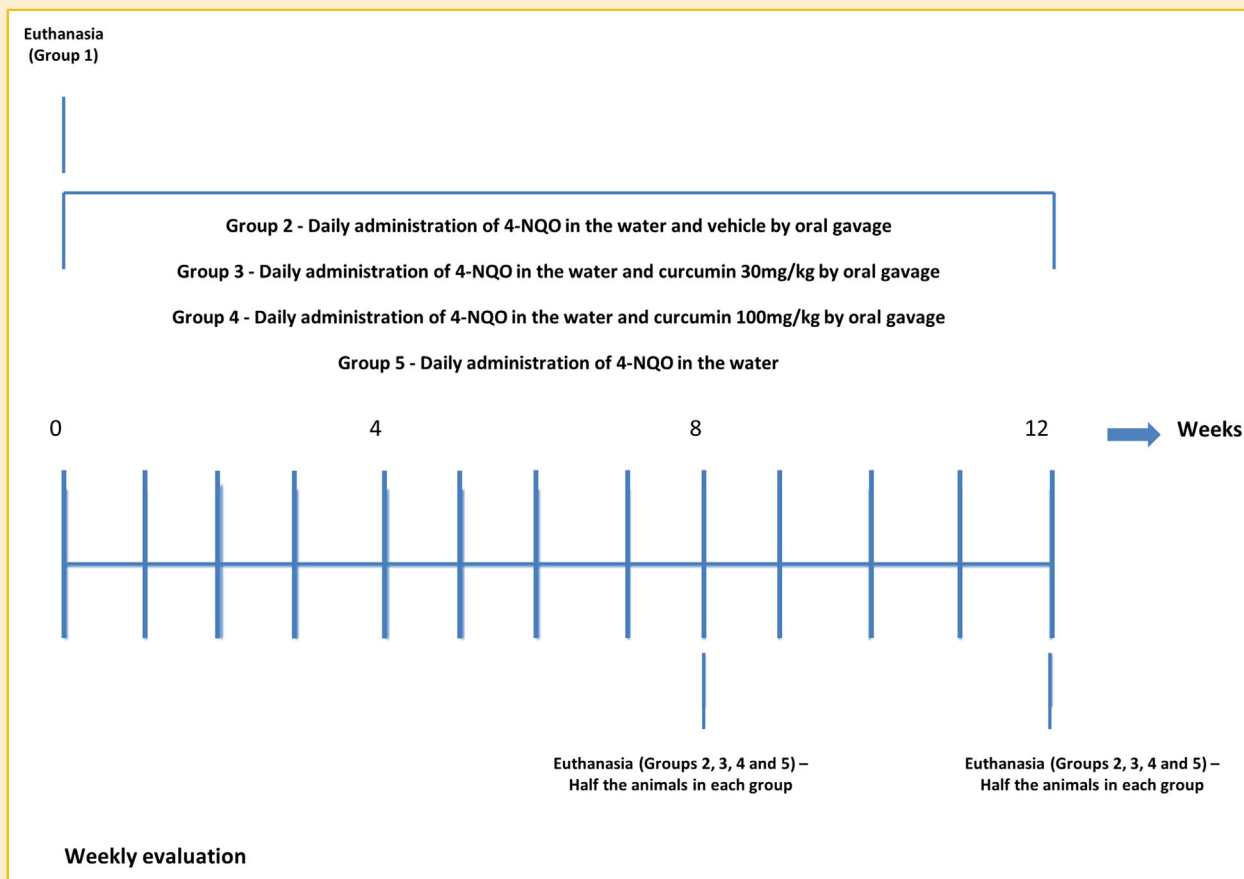 Euthanasia
(Group 1)
Group 2 - Daily administration of 4-NQO in the water and vehicle by oral gavage
Group 3 - Daily administration of 4-NQO in the water and curcumin 30mg/kg by oral gavage
Group 4 - Daily administration of 4-NQO in the water and curcumin 100mg/kg by oral gavage
Group 5 - Daily administration of 4-NQO in the water
0 4 8 12 Weeks
Euthanasia (Groups 2, 3, 4 and 5) –
Half the animals in each group
Euthanasia (Groups 2, 3, 4 and 5) –
Half the animals in each group
Weekly evaluation